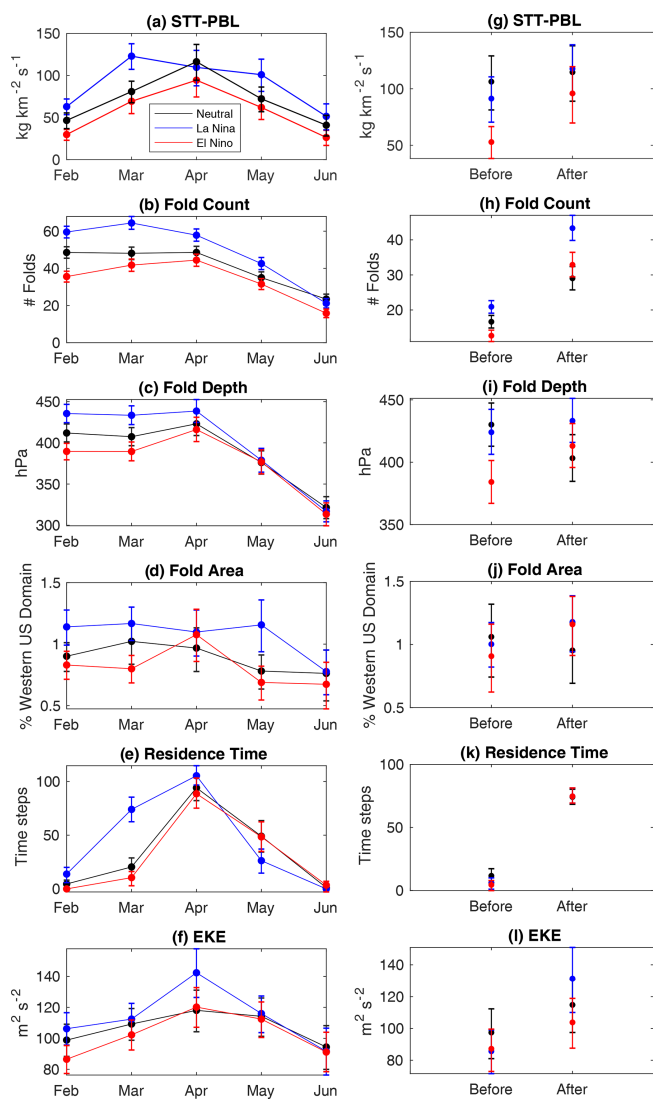 (a) STT-PBL
kg km-2 s-1
150
100
50
0
Neutral
La Nina
El Nino
Feb Mar Apr May Jun
(b) Fold Count
# Folds
60
40
20
0
Feb Mar Apr May Jun
(c) Fold Depth
hPa
450
400
350
300
Feb Mar Apr May Jun
(d) Fold Area
% Western US Domain
1.5
1
0.5
Feb Mar Apr May Jun
(e) Residence Time
Time steps
100
50
0
Feb Mar Apr May Jun
(f) EKE
m2 s-2
140
120
100
80
Feb Mar Apr May Jun
(g) STT-PBL
kg km-2 s-1
150
100
50
Before After
(h) Fold Count
# Folds
40
30
20
Before After
(i) Fold Depth
hPa
450
400
350
Before After
(j) Fold Area
% Western US Domain
1.5
1
0.5
Before After
(k) Residence Time
Time steps
100
50
0
Before After
(l) EKE
m2 s-2
140
120
100
80
Before After